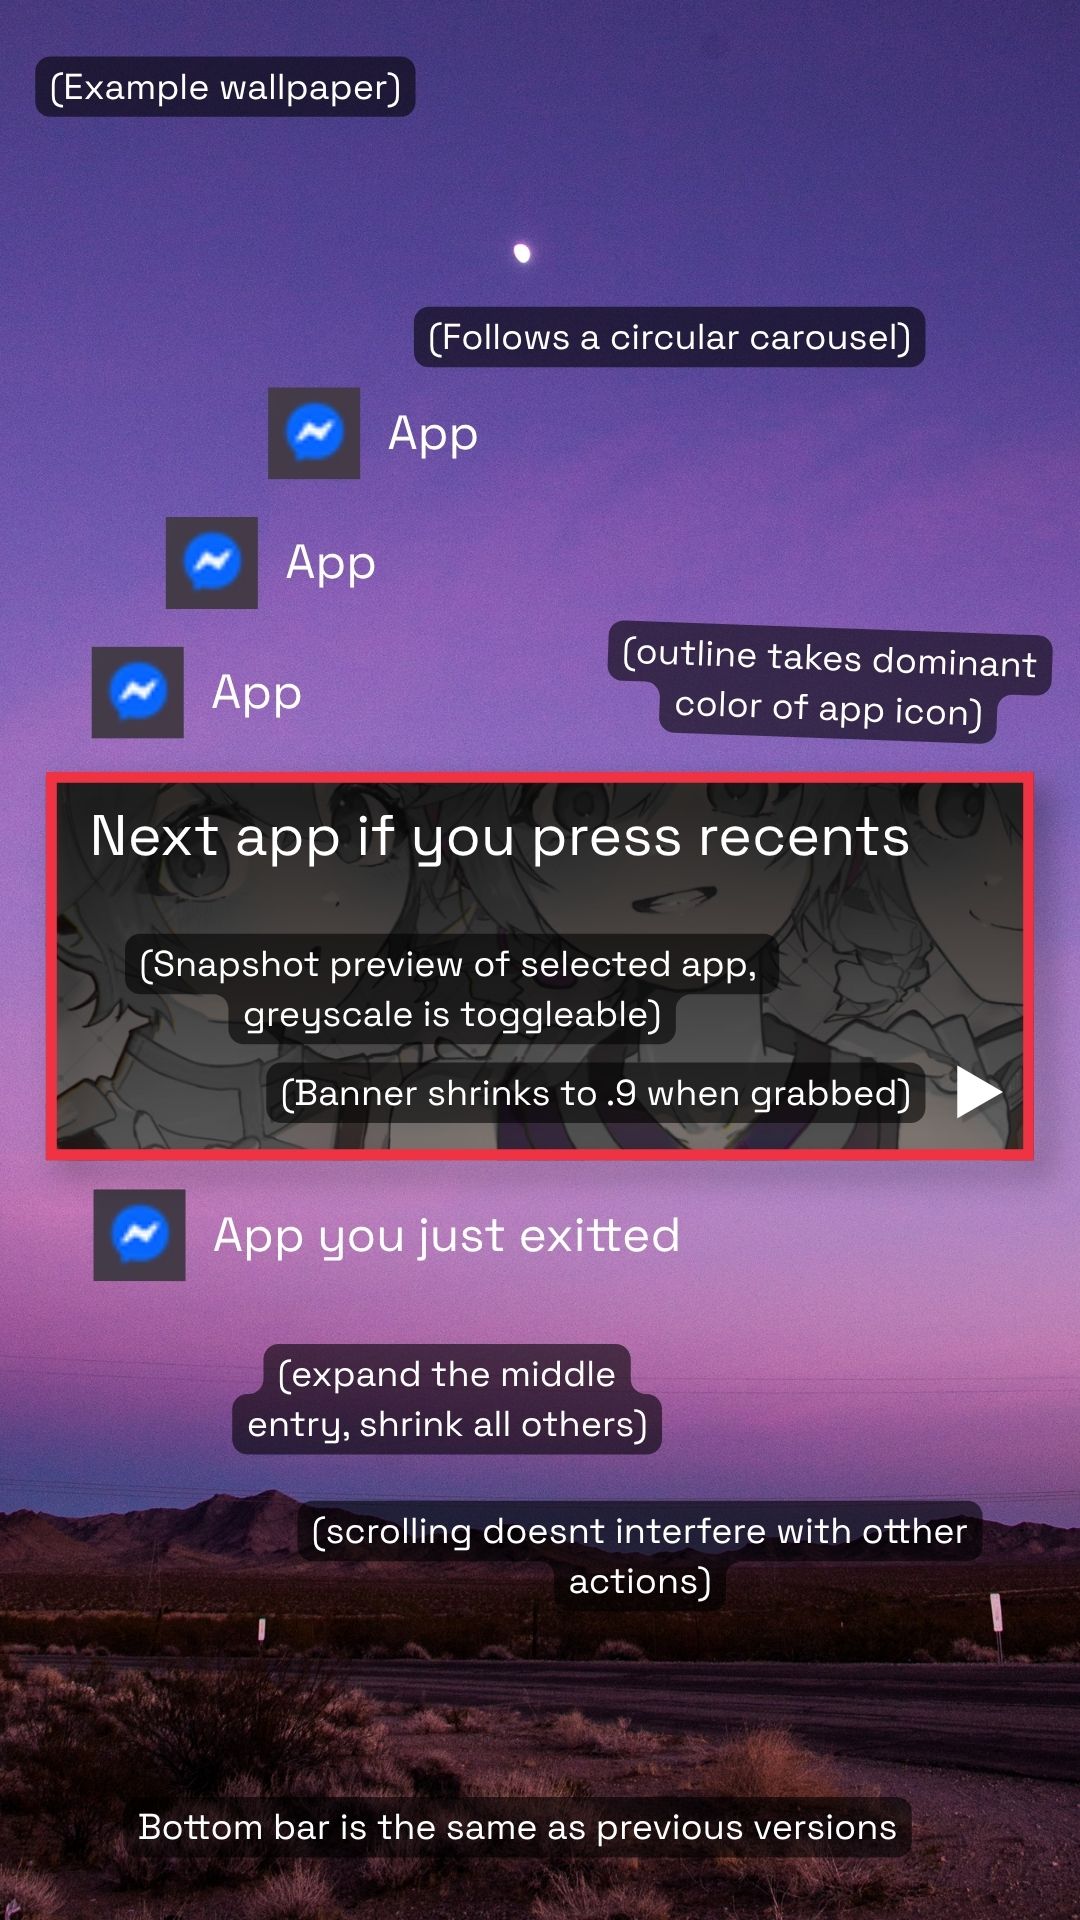 (Example wallpaper)
(Follows a circular carousel)
App
App
(outline takes dominant
color of app icon)
App
Next app if you press recents
(Snapshot preview of selected app,
greyscale is toggleable)
(Banner shrinks to .9 when grabbed)
App you just exitted
(expand the middle
entry, shrink all others)
(scrolling doesnt interfere with otther
actions)
Bottom bar is the same as previous versions